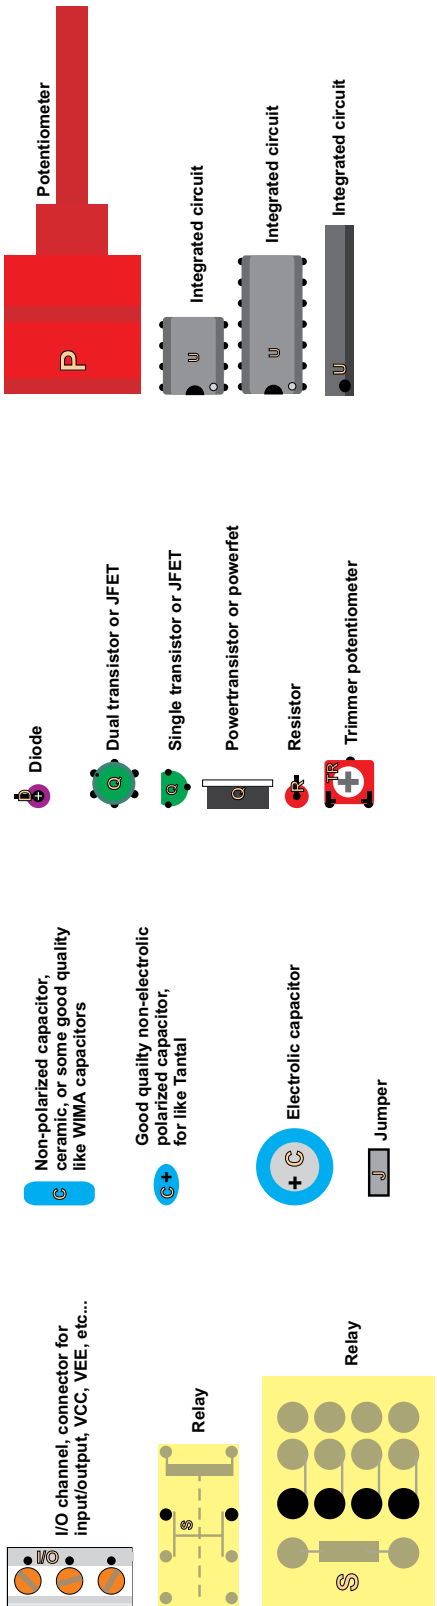 I/O
I/O channel, connector for
input/output, VCC, VEE, etc...
S
Relay
S
Relay
C
Non-polarized capacitor,
ceramic, or some good quality
like WIMA capacitors
C +
Good quailty non-electrolic
polarized capacitor,
for like Tantal
+ C
Electrolic capacitor
J
Jumper
D
+
Diode
Q
Dual transistor or JFET
Q
Single transistor or JFET
Q
Powertransistor or powerfet
R
Resistor
TR
Trimmer potentiometer
P
Potentiometer
U
Integrated circuit
U
Integrated circuit
U
Integrated circuit